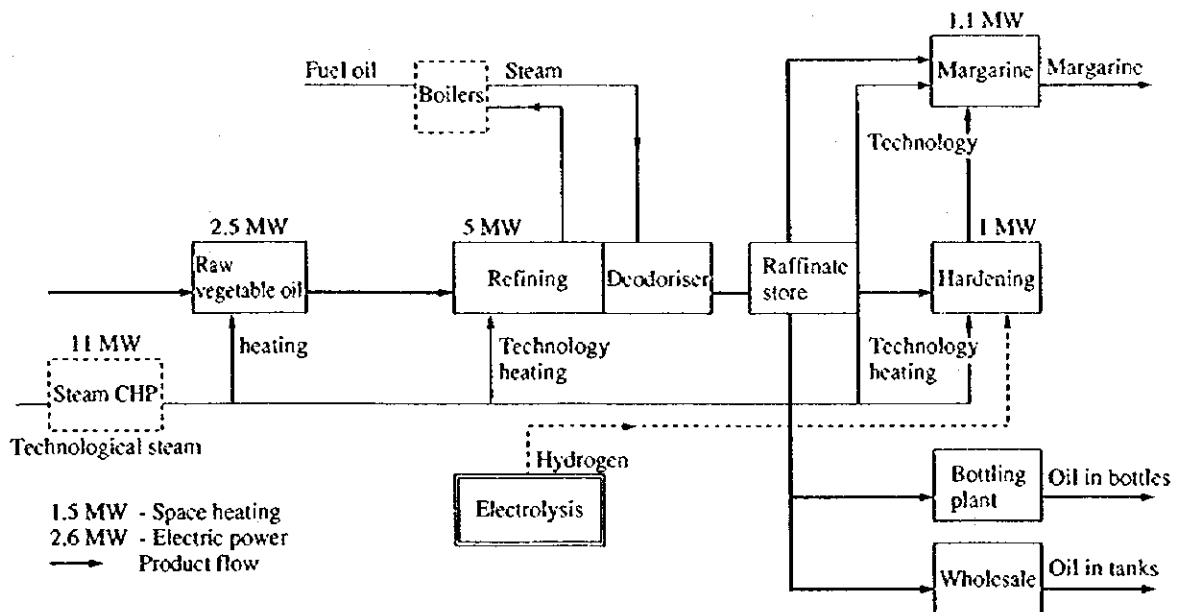 1.1 MW
Margarine
Margarine
Fuel oil
Boilers
Steam
Technology
2.5 MW
Raw
vegetable oil
5 MW
Refining
Deodoriser
Raffinate
store
1 MW
Hardening
11 MW
Steam CHP
Technological steam
heating
Technology
heating
Technology
heating
Hydrogen
Electrolysis
Bottling
plant
Oil in bottles
Wholesale
Oil in tanks
1.5 MW - Space heating
2.6 MW - Electric power
Product flow